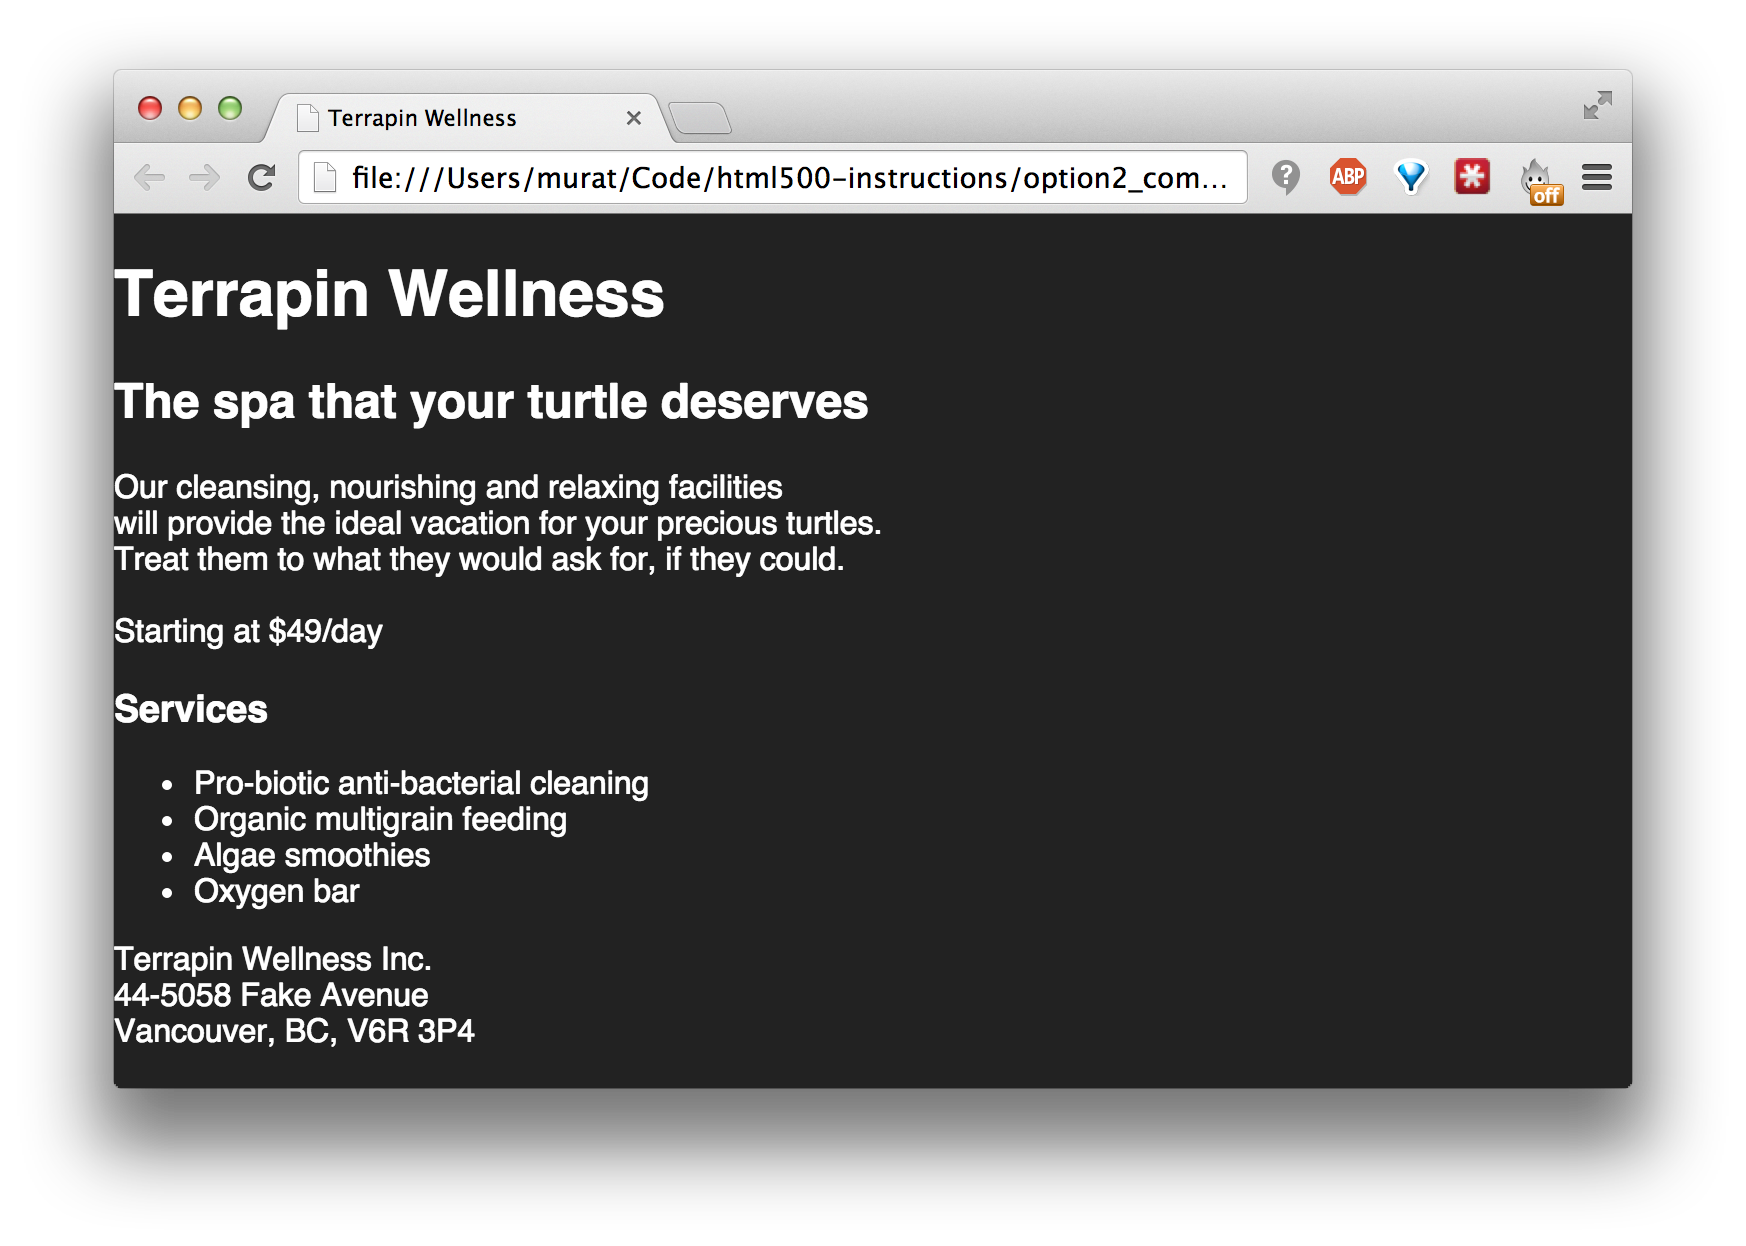 Terrapin Wellness
file:///Users/murat/Code/html500-instructions/option2_com...
?
ABP
off
Terrapin Wellness
The spa that your turtle deserves
Our cleansing, nourishing and relaxing facilities
will provide the ideal vacation for your precious turtles.
Treat them to what they would ask for, if they could.
Starting at $49/day
Services
• Pro-biotic anti-bacterial cleaning
• Organic multigrain feeding
• Algae smoothies
• Oxygen bar
Terrapin Wellness Inc.
44-5058 Fake Avenue
Vancouver, BC, V6R 3P4